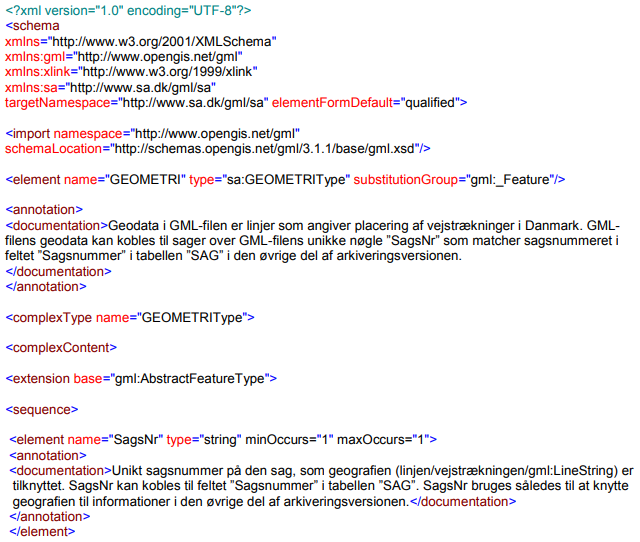 <?xml version="1.0" encoding="UTF-8"?>
<schema
xmlns="http://www.w3.org/2001/XMLSchema"
xmlns:gml="http://www.opengis.net/gml"
xmlns:xlink="http://www.w3.org/1999/xlink"
xmlns:sa="http://www.sa.dk/gml/sa"
targetNamespace="http://www.sa.dk/gml/sa" elementFormDefault="qualified">
<import namespace="http://www.opengis.net/gml"
schemaLocation="http://schemas.opengis.net/gml/3.1.1/base/gml.xsd"/>
<element name="GEOMETRI" type="sa:GEOMETRIType" substitutionGroup="gml:_Feature"/>
<annotation>
<documentation>Geodata i GML-filen er linjer som angiver placering af vejstrækninger i Danmark. GML-
filens geodata kan kobles til sager over GML-filens unikke nøgle ”SagsNr” som matcher sagsnummeret i
feltet ”Sagsnummer” i tabellen ”SAG” i den øvrige del af arkiveringsversionen.
</documentation>
</annotation>
<complexType name="GEOMETRIType">
<complexContent>
<extension base="gml:AbstractFeatureType">
<sequence>
<element name="SagsNr" type="string" minOccurs="1" maxOccurs="1">
<annotation>
<documentation>Unikt sagsnummer på den sag, som geografien (linjen/vejstrækningen/gml:LineString) er
tilknyttet. SagsNr kan kobles til feltet ”Sagsnummer” i tabellen ”SAG”. SagsNr bruges således til at knytte
geografien til informationer i den øvrige del af arkiveringsversionen.</documentation>
</annotation>
</element>